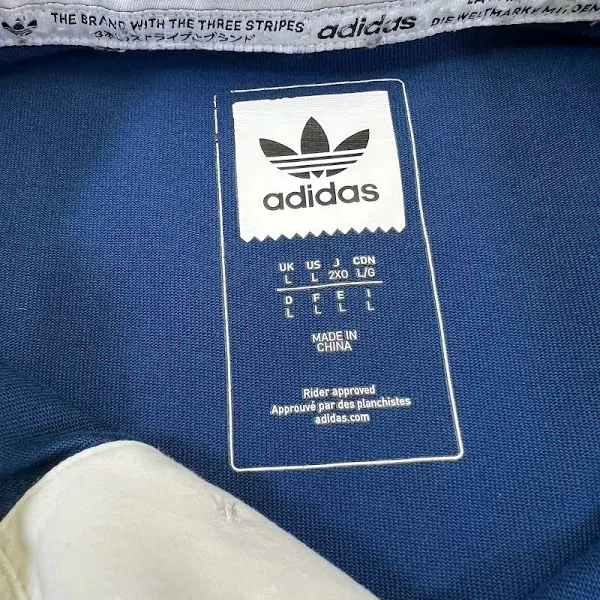 THE BRAND WITH THE THREE STRIPES adidas
adidas
UK US J CDN
L L 2XO L/G
D F E I
L L L L
MADE IN
CHINA
Rider approved
Approuvé par des planchistes
adidas.com